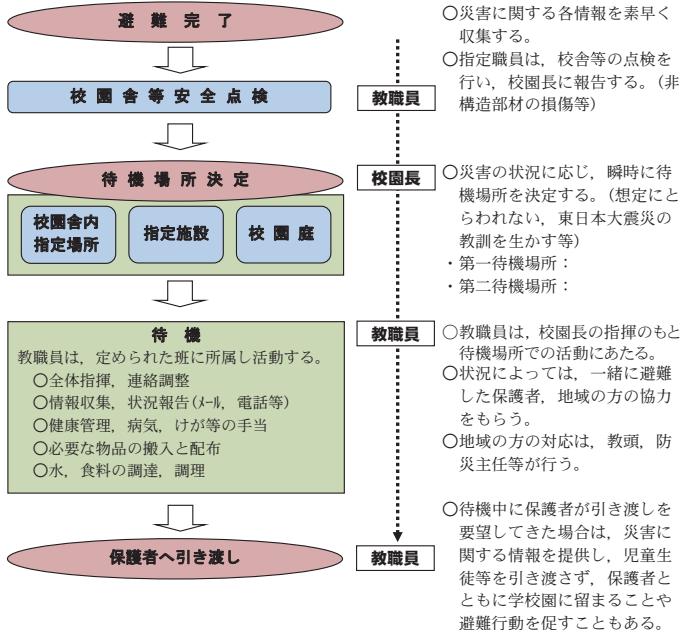 避難完了
○災害に関する各情報を素早く
収集する。
○指定職員は，校舎等の点検を
行い，校園長に報告する。（非
構造部材の損傷等）
校園舎等安全点検
教職員
待機場所決定
校園長
○災害の状況に応じ，瞬時に待
機場所を決定する。（想定にと
らわれない，東日本大震災の
教訓を生かす等）
・第一待機場所：
・第二待機場所：
校園舎内
指定場所
指定施設
校園庭
待機
教職員は，定められた班に所属し活動する。
○全体指揮，連絡調整
○情報収集，状況報告（メール，電話等）
○健康管理，病気，けが等の手当
○必要な物品の搬入と配布
○水，食料の調達，調理
教職員
○教職員は，校園長の指揮のもと
待機場所での活動にあたる。
○状況によっては，一緒に避難
した保護者，地域の方の協力
をもらう。
○地域の方の対応は，教頭，防
災主任等が行う。
保護者へ引き渡し
教職員
○待機中に保護者が引き渡しを
要望してきた場合は，災害に
関する情報を提供し，児童生
徒等を引き渡さず，保護者と
ともに学校園に留まることや
避難行動を促すこともある。